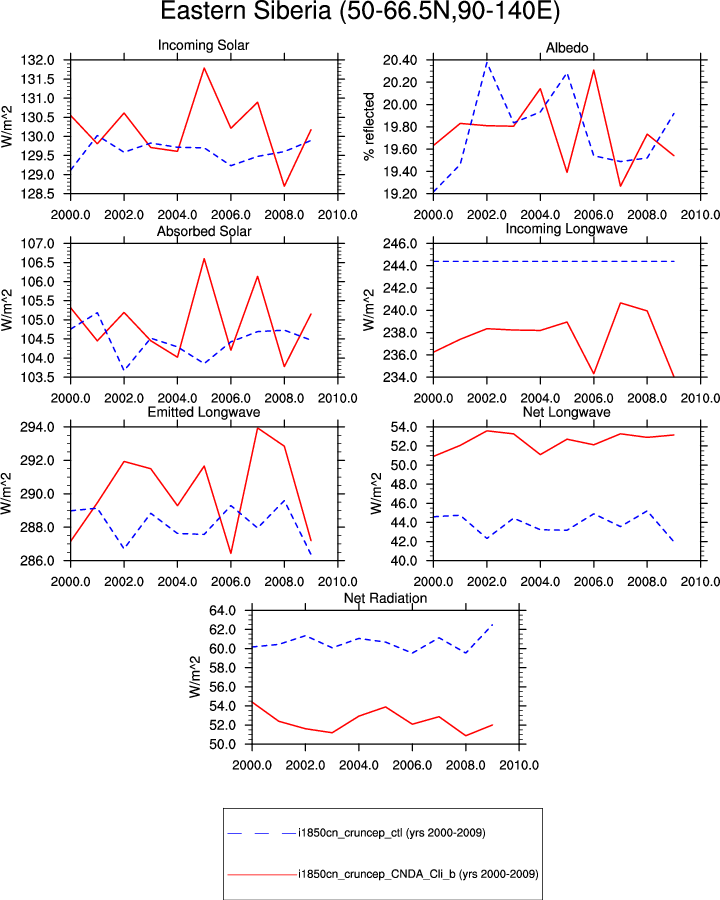 Eastern Siberia (50-66.5N,90-140E)
Incoming Solar
W/m^2
132.0
131.5
131.0
130.5
130.0
129.5
129.0
128.5
2000.0 2002.0 2004.0 2006.0 2008.0 2010.0
Albedo
% reflected
20.40
20.20
20.00
19.80
19.60
19.40
19.20
2000.0 2002.0 2004.0 2006.0 2008.0 2010.0
Absorbed Solar
W/m^2
107.0
106.5
106.0
105.5
105.0
104.5
104.0
103.5
2000.0 2002.0 2004.0 2006.0 2008.0 2010.0
Incoming Longwave
W/m^2
246.0
244.0
242.0
240.0
238.0
236.0
234.0
2000.0 2002.0 2004.0 2006.0 2008.0 2010.0
Emitted Longwave
W/m^2
294.0
292.0
290.0
288.0
286.0
2000.0 2002.0 2004.0 2006.0 2008.0 2010.0
Net Longwave
W/m^2
54.0
52.0
50.0
48.0
46.0
44.0
42.0
40.0
2000.0 2002.0 2004.0 2006.0 2008.0 2010.0
Net Radiation
W/m^2
64.0
62.0
60.0
58.0
56.0
54.0
52.0
50.0
2000.0 2002.0 2004.0 2006.0 2008.0 2010.0
i1850cn_cruncep_ctl (yrs 2000-2009)
i1850cn_cruncep_CNDA_Cli_b (yrs 2000-2009)